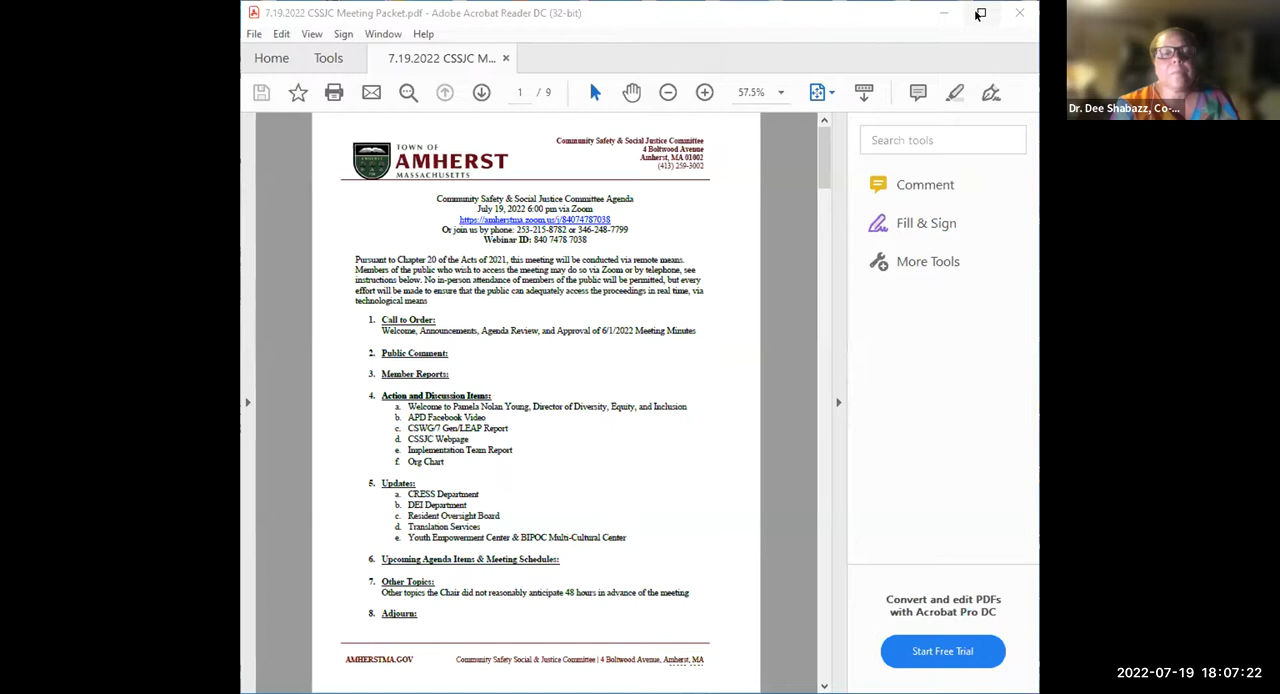 7.19.2022 CSSJC Meeting Packet.pdf - Adobe Acrobat Reader DC (32-bit)
File Edit View Sign Window Help
Home Tools 7.19.2022 CSSJC M... ×
1 / 9 57.5%
Dr. Dee Shabazz, Co-...
Search tools
Comment
Fill & Sign
More Tools
TOWN OF
AMHERST
MASSACHUSETTS
Community Safety & Social Justice Committee
4 Boltwood Avenue
Amherst, MA 01002
(413) 259-3002
Community Safety & Social Justice Committee Agenda
July 19, 2022 6:00 pm via Zoom
https://amherstma.zoom.us/j/84074787038
Or join us by phone: 253-215-8782 or 346-248-7799
Webinar ID: 840 7478 7038
Pursuant to Chapter 20 of the Acts of 2021, this meeting will be conducted via remote means.
Members of the public who wish to access the meeting may do so via Zoom or by telephone, see
instructions below. No in-person attendance of members of the public will be permitted, but every
effort will be made to ensure that the public can adequately access the proceedings in real time, via
technological means
1. Call to Order:
Welcome, Announcements, Agenda Review, and Approval of 6/1/2022 Meeting Minutes
2. Public Comment:
3. Member Reports:
4. Action and Discussion Items:
a. Welcome to Pamela Nolan Young, Director of Diversity, Equity, and Inclusion
b. APD Facebook Video
c. CSWG/7 Gen/LEAP Report
d. CSSJC Webpage
e. Implementation Team Report
f. Org Chart
5. Updates:
a. CRESS Department
b. DEI Department
c. Resident Oversight Board
d. Translation Services
e. Youth Empowerment Center & BIPOC Multi-Cultural Center
6. Upcoming Agenda Items & Meeting Schedules:
7. Other Topics:
Other topics the Chair did not reasonably anticipate 48 hours in advance of the meeting
8. Adjourn:
AMHERSTMA.GOV Community Safety Social & Justice Committee | 4 Boltwood Avenue, Amherst, MA
Convert and edit PDFs
with Acrobat Pro DC
Start Free Trial
2022-07-19 18:07:22